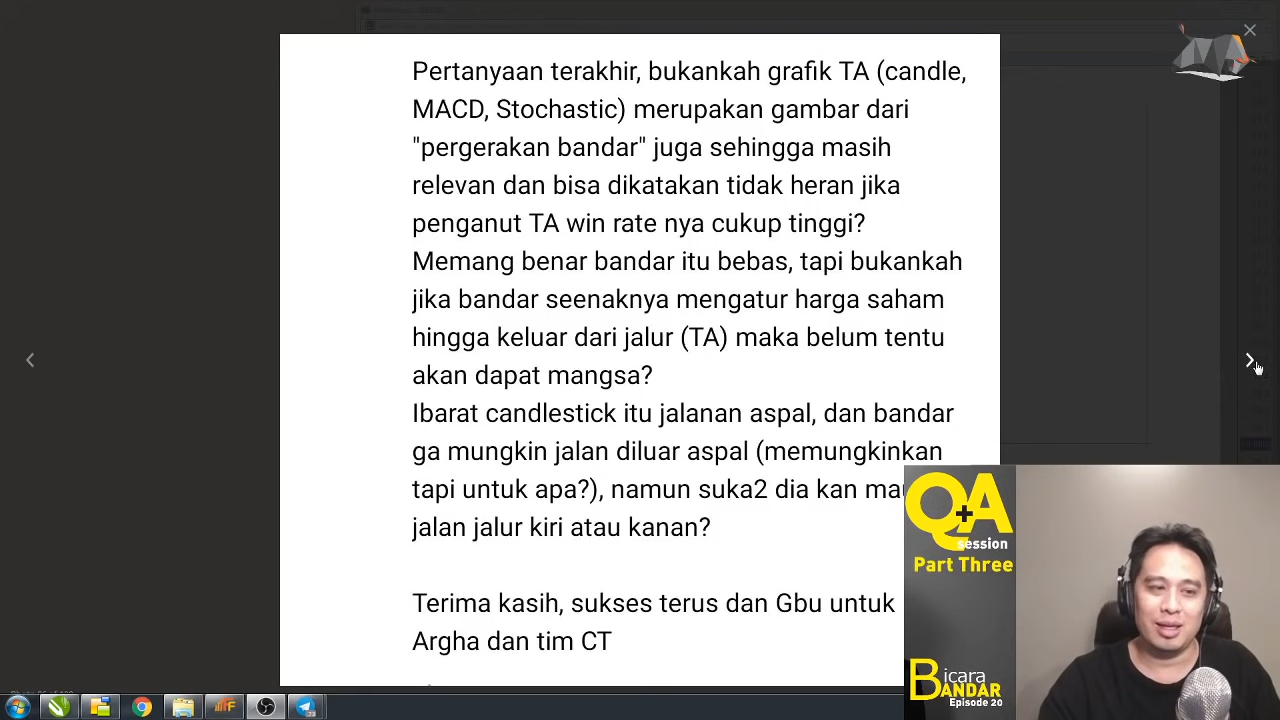 Pertanyaan terakhir, bukankah grafik TA (candle,
MACD, Stochastic) merupakan gambar dari
"pergerakan bandar" juga sehingga masih
relevan dan bisa dikatakan tidak heran jika
penganut TA win rate nya cukup tinggi?
Memang benar bandar itu bebas, tapi bukankah
jika bandar seenaknya mengatur harga saham
hingga keluar dari jalur (TA) maka belum tentu
akan dapat mangsa?
Ibarat candlestick itu jalanan aspal, dan bandar
ga mungkin jalan diluar aspal (memungkinkan
tapi untuk apa?), namun suka2 dia kan
jalan jalur kiri atau kanan?
Terima kasih, sukses terus dan Gbu untuk
Argha dan tim CT
Q+A
session
Part Three
Bicara
BANDAR
Episode 20